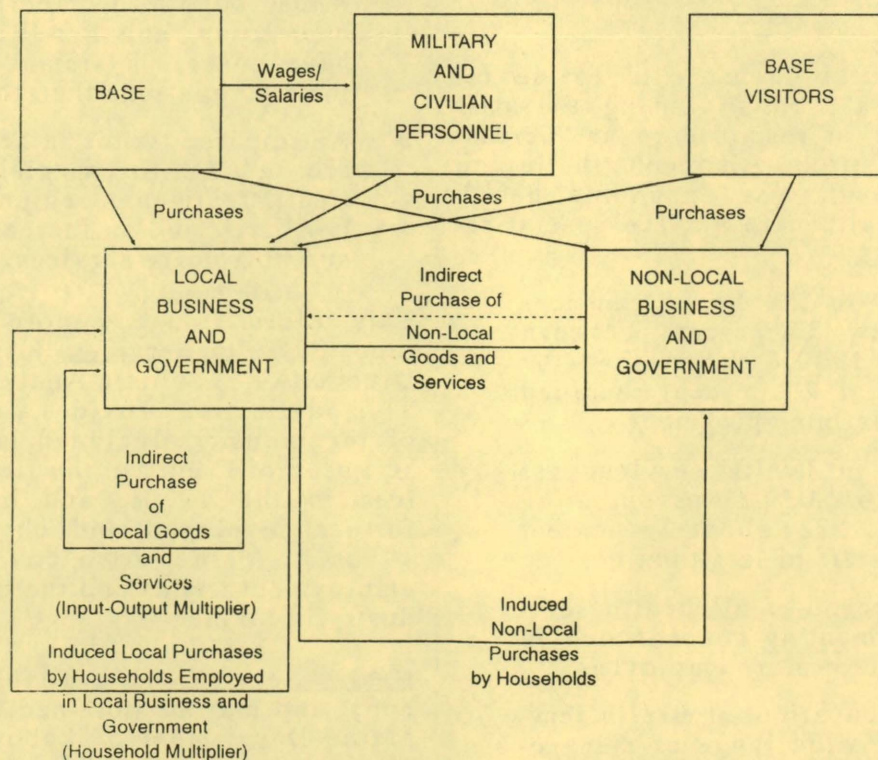 BASE
Wages/
Salaries
MILITARY
AND
CIVILIAN
PERSONNEL
BASE
VISITORS
Purchases
Purchases
Purchases
LOCAL
BUSINESS
AND
GOVERNMENT
Indirect
Purchase of
Non-Local
Goods and
Services
NON-LOCAL
BUSINESS
AND
GOVERNMENT
Indirect
Purchase
of
Local Goods
and
Services
(Input-Output Multiplier)
Induced Local Purchases
by Households Employed
in Local Business and
Government
(Household Multiplier)
Induced
Non-Local
Purchases
by Households